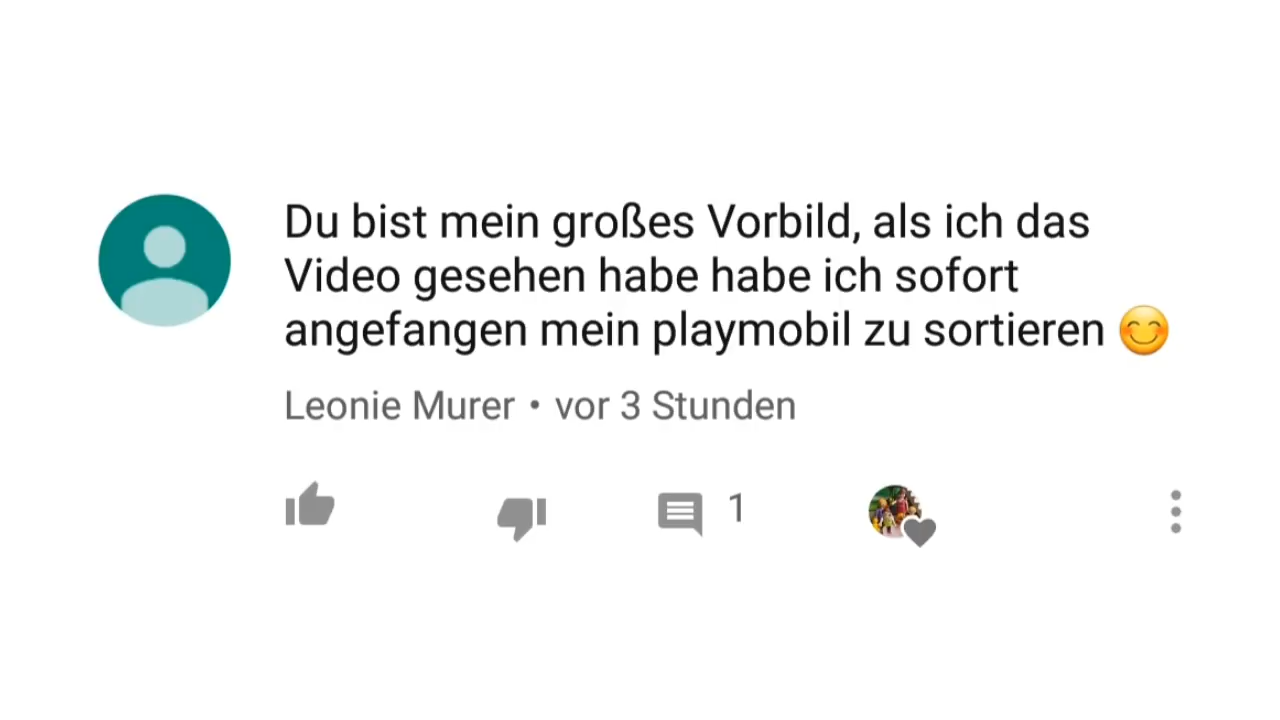 Du bist mein großes Vorbild, als ich das
Video gesehen habe habe ich sofort
angefangen mein playmobil zu sortieren 😊
Leonie Murer • vor 3 Stunden
1